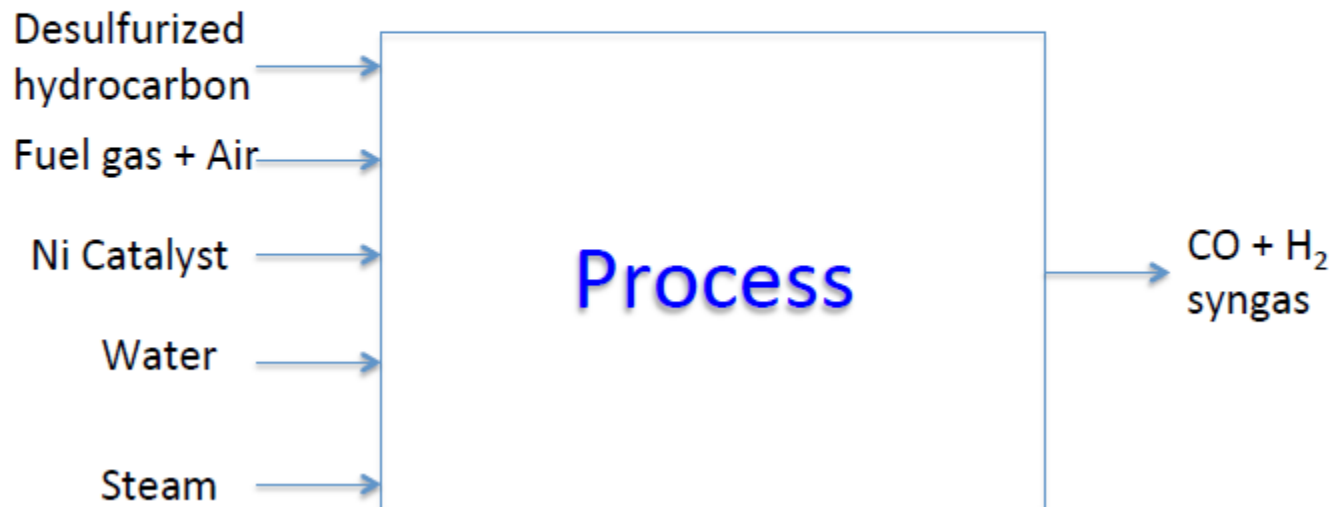 Desulfurized
hydrocarbon
Fuel gas + Air
Ni Catalyst
Water
Steam
Process
CO + H₂
syngas